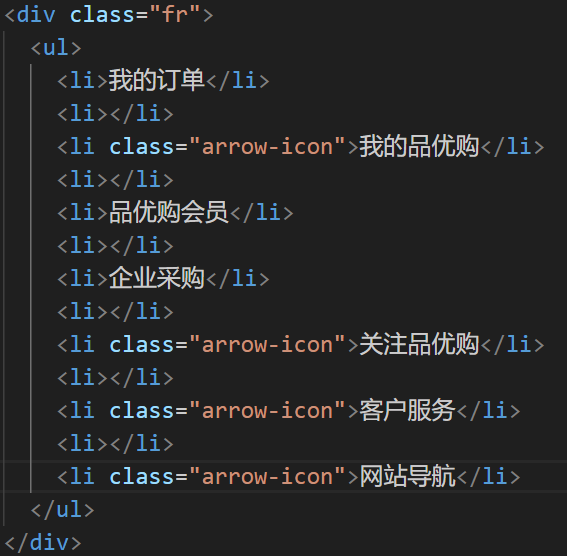 <div class="fr">
<ul>
<li>我的订单</li>
<li></li>
<li class="arrow-icon">我的品优购</li>
<li></li>
<li>品优购会员</li>
<li></li>
<li>企业采购</li>
<li></li>
<li class="arrow-icon">关注品优购</li>
<li></li>
<li class="arrow-icon">客户服务</li>
<li></li>
<li class="arrow-icon">网站导航</li>
</ul>
</div>